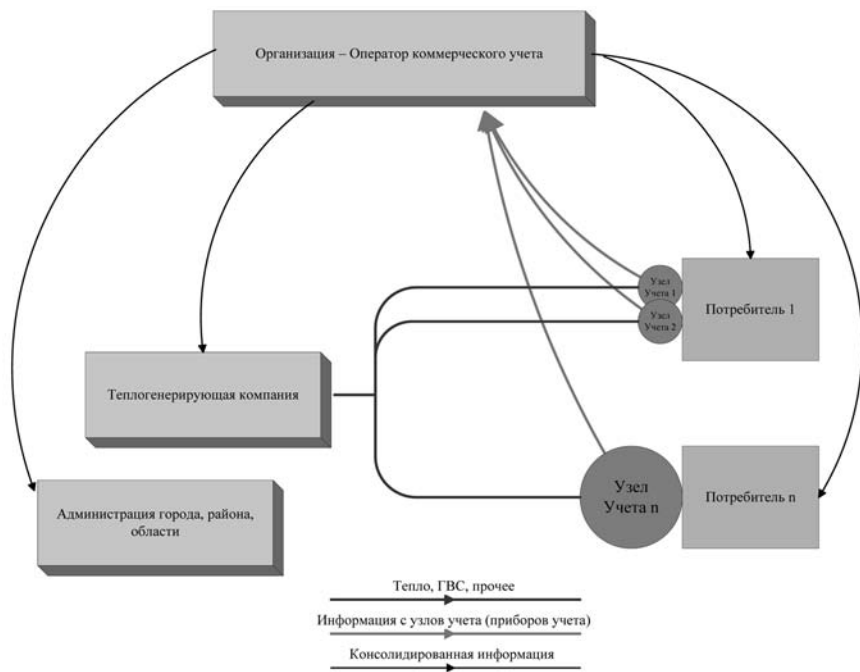 Организация – Оператор коммерческого учета
Узел
Учета 1
Узел
Учета 2
Потребитель 1
Теплогенерирующая компания
Узел
Учета n
Потребитель n
Администрация города, района,
области
Тепло, ГВС, прочее
Информация с узлов учета (приборов учета)
Консолидированная информация